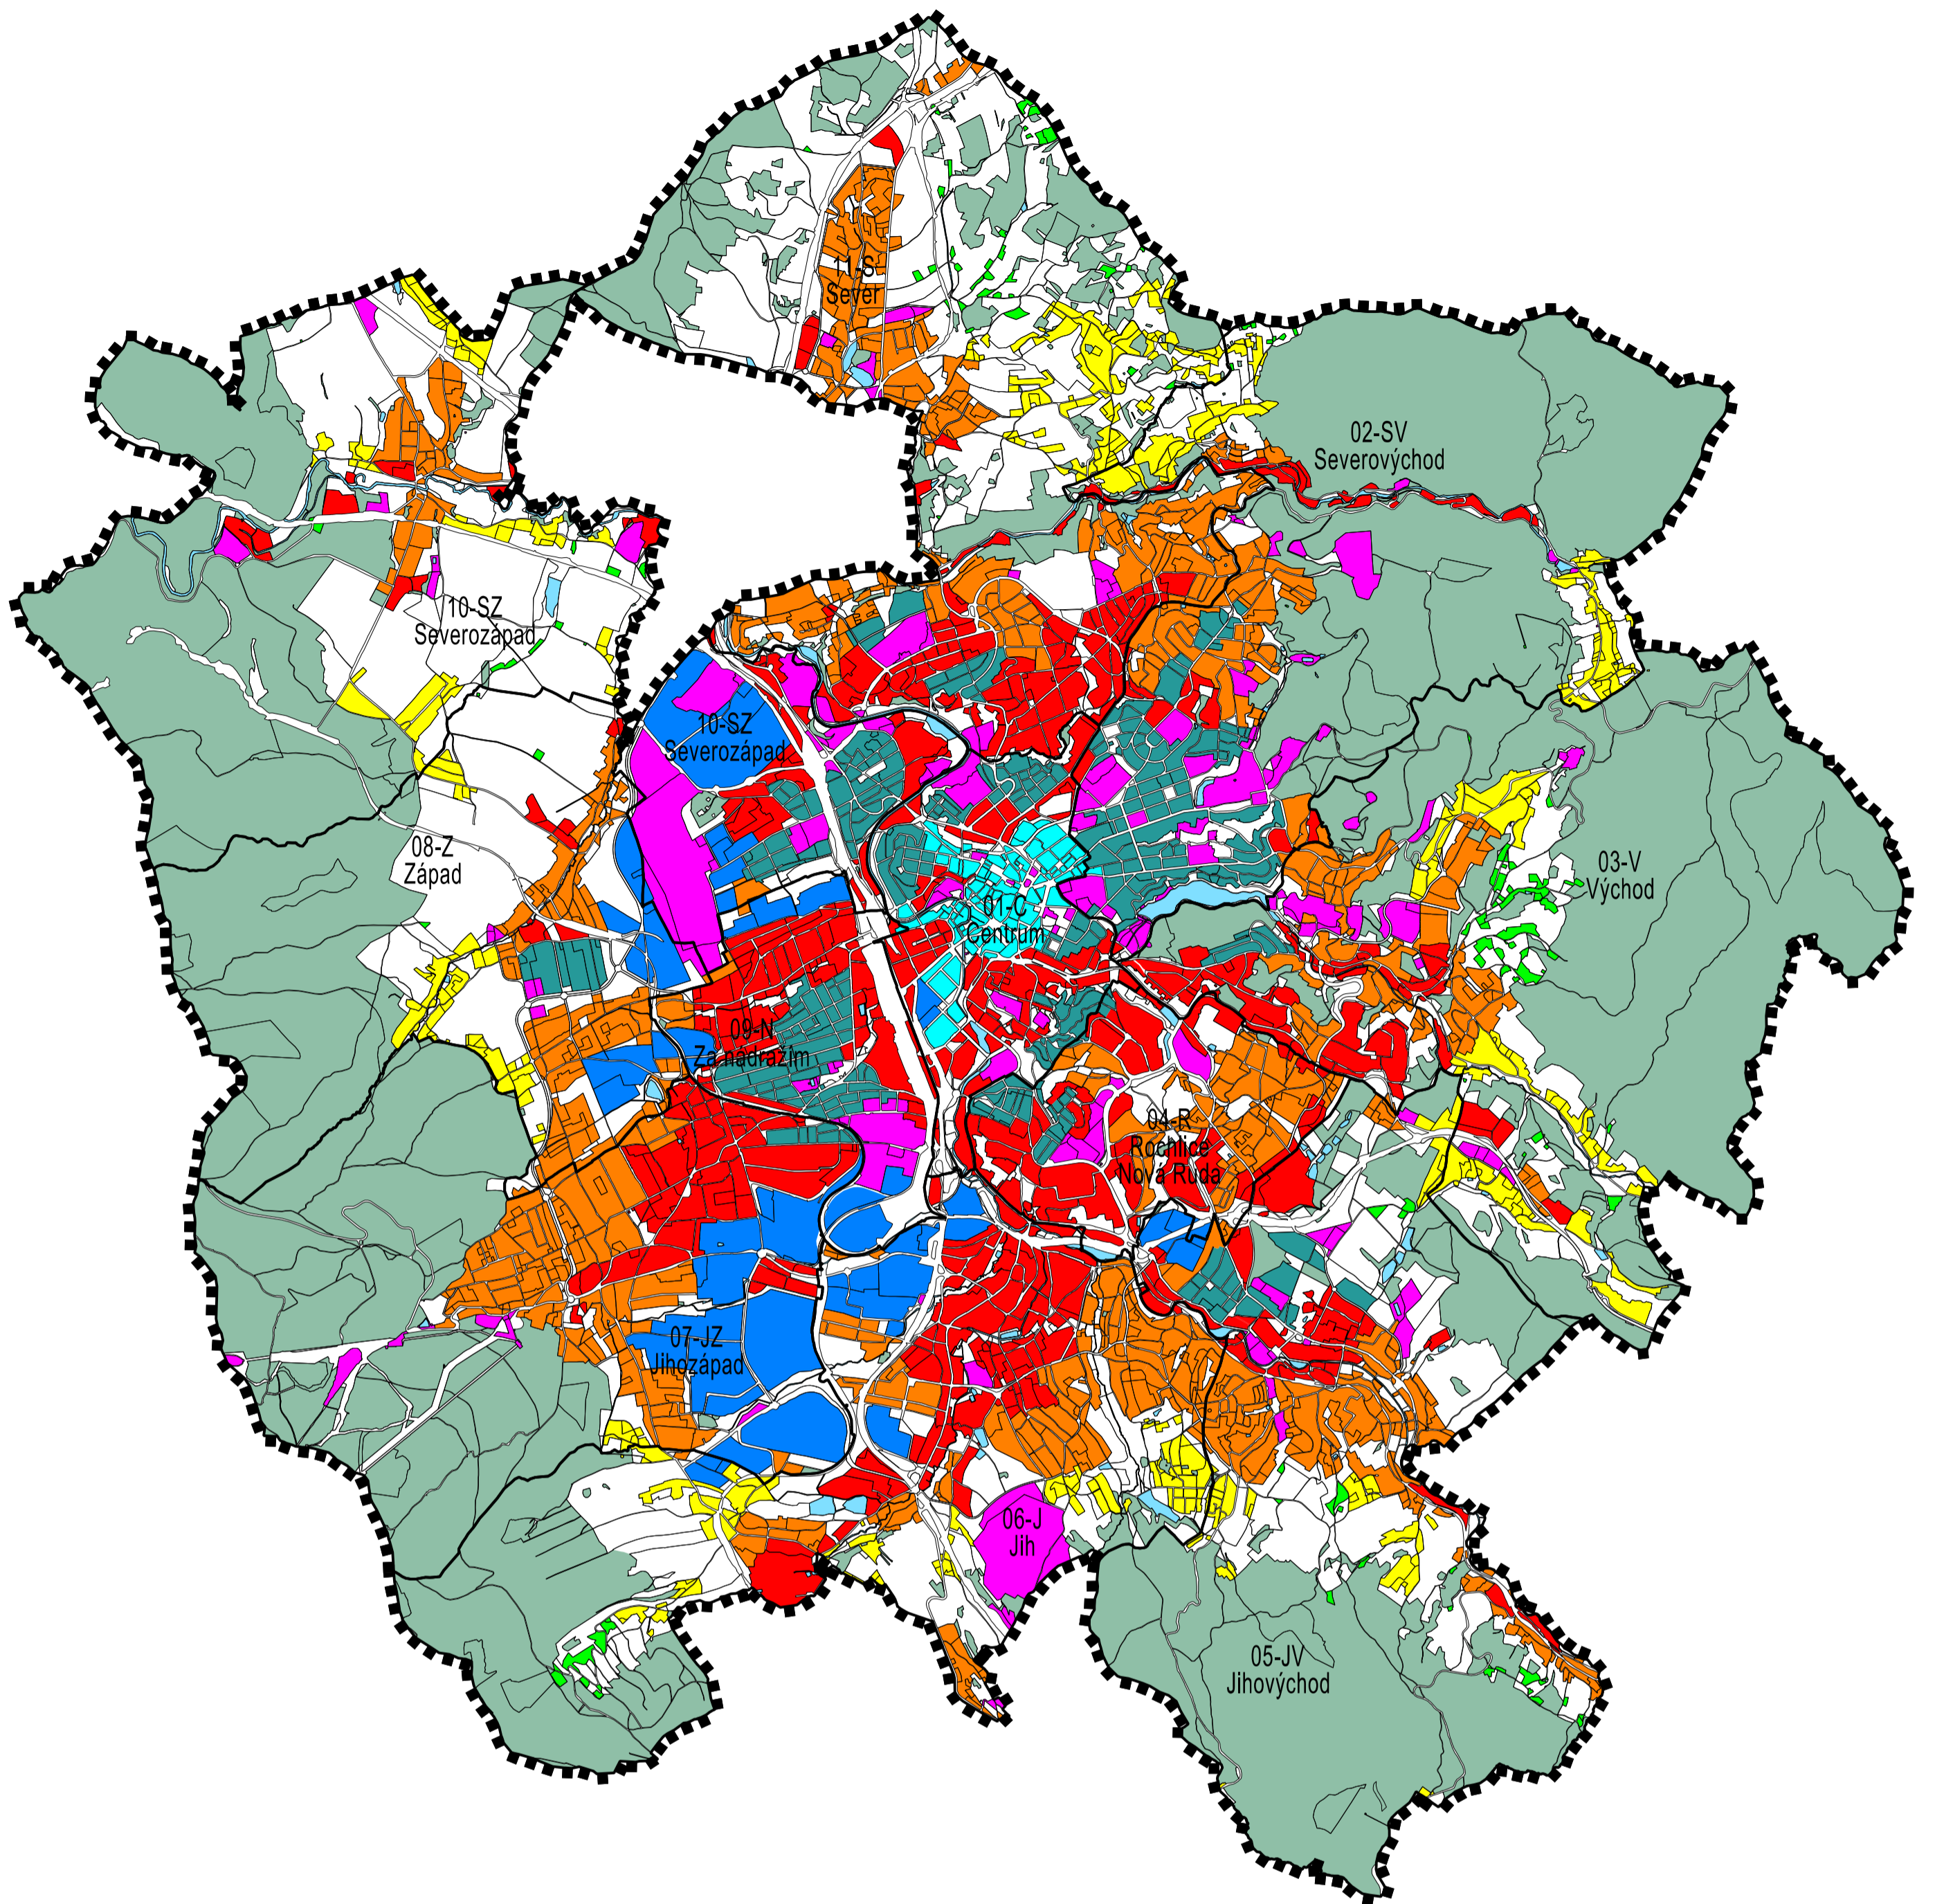 11-S
Sever
02-SV
Severovýchod
10-SZ
Severozápad
10-SZ
Severozápad
08-Z
Západ
03-V
Východ
01-C
Centrum
09-N
Za nádražím
04-R
Rochlice
Nová Ruda
07-JZ
Jihozápad
06-J
Jih
05-JV
Jihovýchod